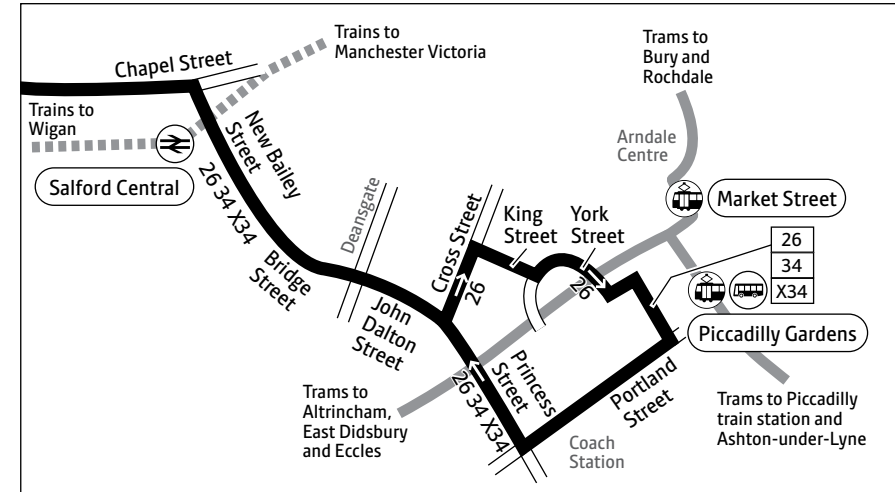 Trains to
Manchester Victoria
Chapel Street
Trams to
Bury and
Rochdale
Trains to
Wigan
New Bailey
Street
Arndale
Centre
Salford Central
26 34 X34
Deansgate
Market Street
Cross Street
King
Street
York
Street
26
34
X34
26
26
Bridge
Street
John
Dalton
Street
Piccadilly Gardens
Princess
Street
26 34 X34
Portland
Street
Trams to
Altrincham,
East Didsbury
and Eccles
Coach
Station
Trams to Piccadilly
train station and
Ashton-under-Lyne